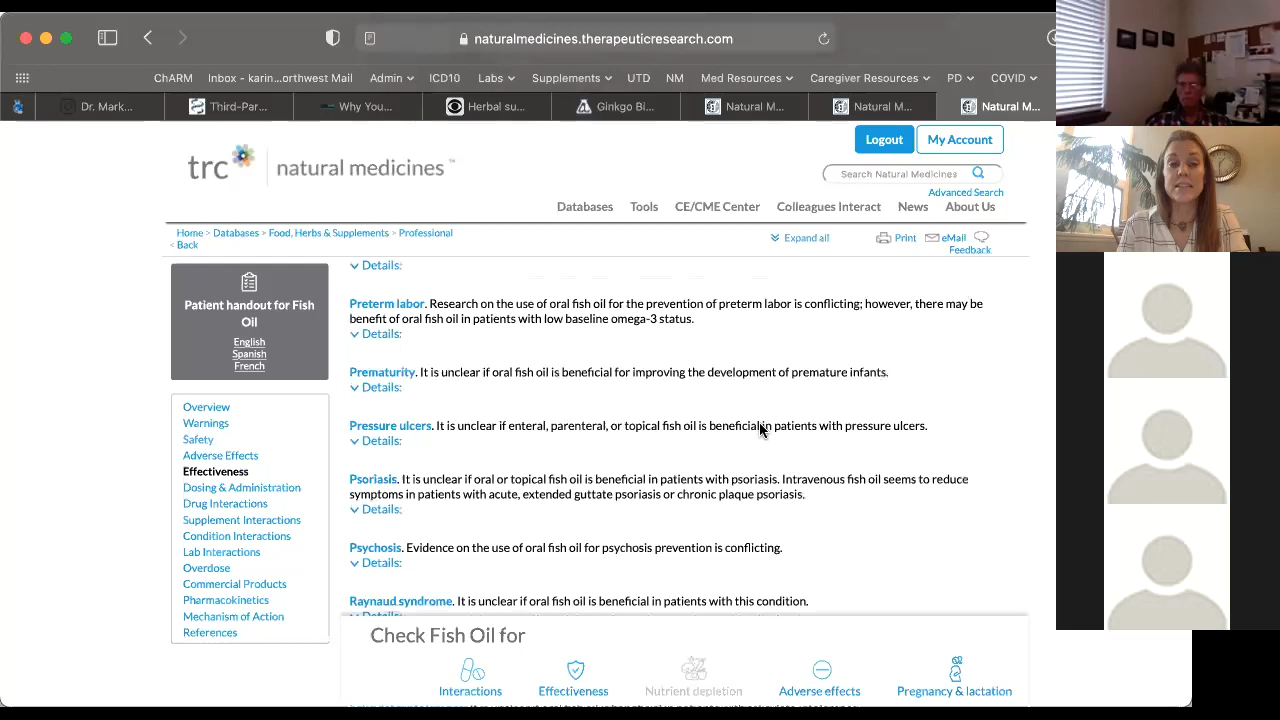 naturalmedicines.therapeuticresearch.com
ChARM Inbox - karin...orthwest Mail Admin ICD10 Labs Supplements UTD NM Med Resources Caregiver Resources PD COVID
Dr. Mark... Third-Par... Why You... Herbal su... Ginkgo Bi... Natural M... Natural M... Natural M...
Logout My Account
trc natural medicines™
Search Natural Medicines
Advanced Search
Databases Tools CE/CME Center Colleagues Interact News About Us
Home > Databases > Food, Herbs & Supplements > Professional
< Back
Expand all Print eMail
Feedback
Patient handout for Fish
Oil
English
Spanish
French
Overview
Warnings
Safety
Adverse Effects
Effectiveness
Dosing & Administration
Drug Interactions
Supplement Interactions
Condition Interactions
Lab Interactions
Overdose
Commercial Products
Pharmacokinetics
Mechanism of Action
References
Details:
Preterm labor. Research on the use of oral fish oil for the prevention of preterm labor is conflicting; however, there may be
benefit of oral fish oil in patients with low baseline omega-3 status.
Details:
Prematurity. It is unclear if oral fish oil is beneficial for improving the development of premature infants.
Details:
Pressure ulcers. It is unclear if enteral, parenteral, or topical fish oil is beneficial in patients with pressure ulcers.
Details:
Psoriasis. It is unclear if oral or topical fish oil is beneficial in patients with psoriasis. Intravenous fish oil seems to reduce
symptoms in patients with acute, extended guttate psoriasis or chronic plaque psoriasis.
Details:
Psychosis. Evidence on the use of oral fish oil for psychosis prevention is conflicting.
Details:
Raynaud syndrome. It is unclear if oral fish oil is beneficial in patients with this condition.
Check Fish Oil for
Interactions Effectiveness Nutrient depletion Adverse effects Pregnancy & lactation